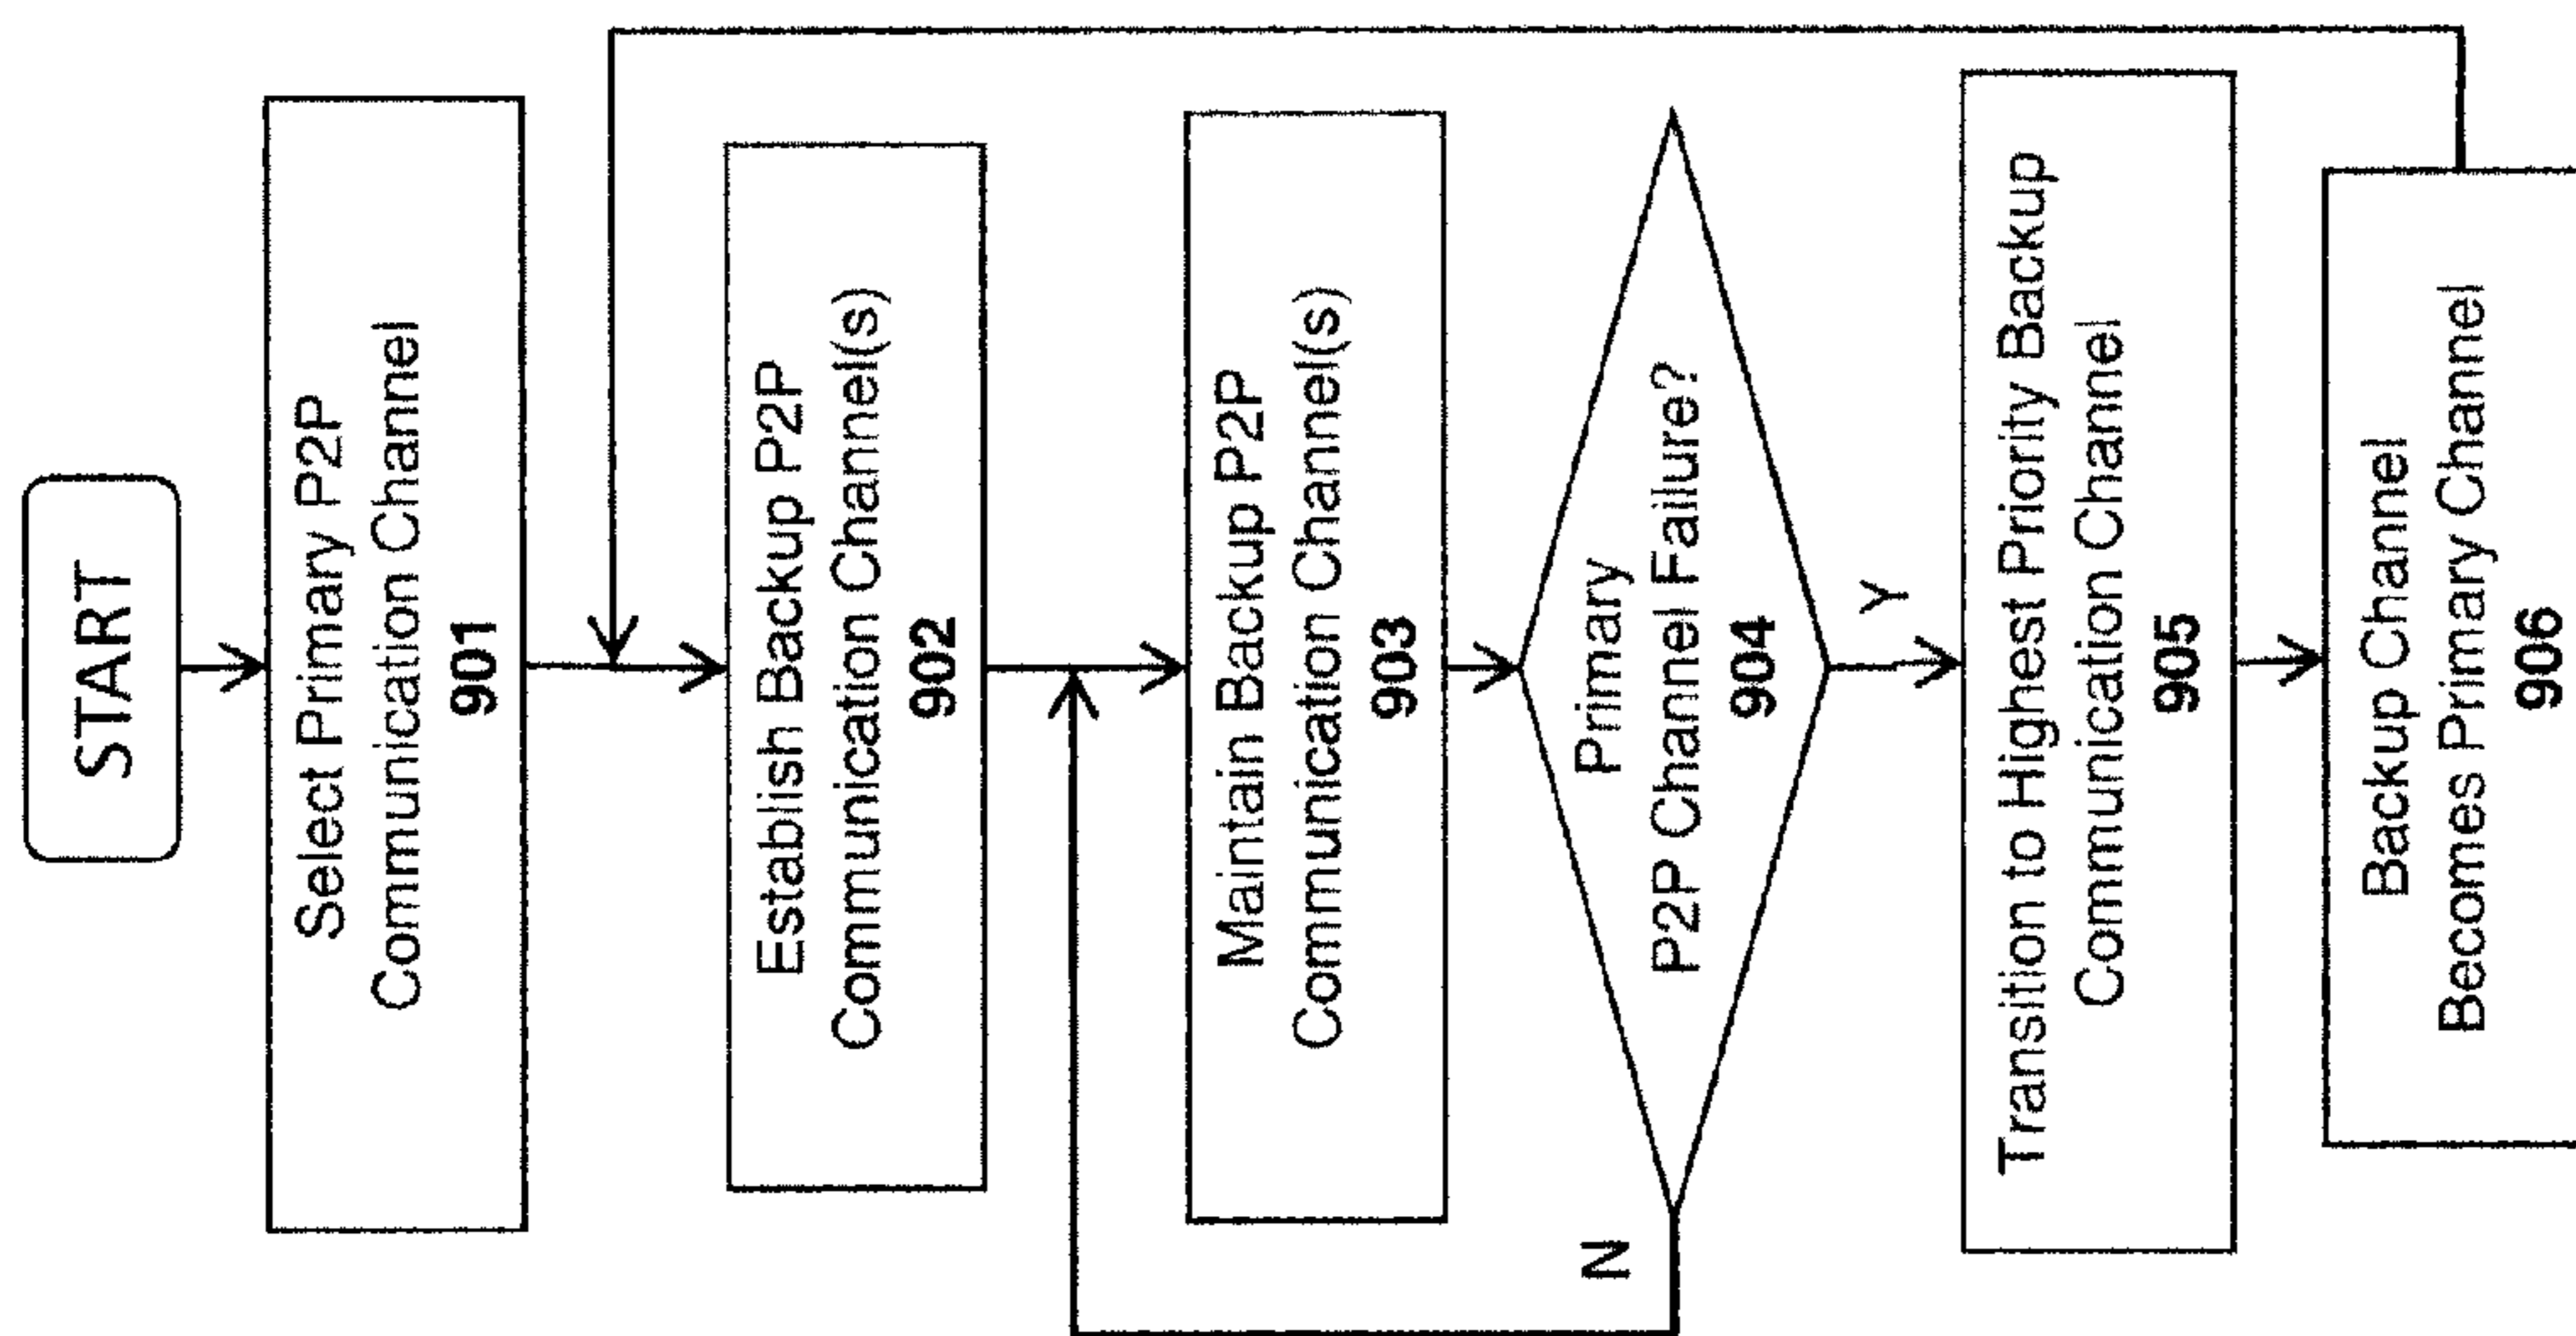 START
Select Primary P2P
Communication Channel
901
Establish Backup P2P
Communication Channel(s)
902
Maintain Backup P2P
Communication Channel(s)
903
Primary
P2P Channel Failure?
904
N
Y
Transition to Highest Priority Backup
Communication Channel
905
Backup Channel
Becomes Primary Channel
906